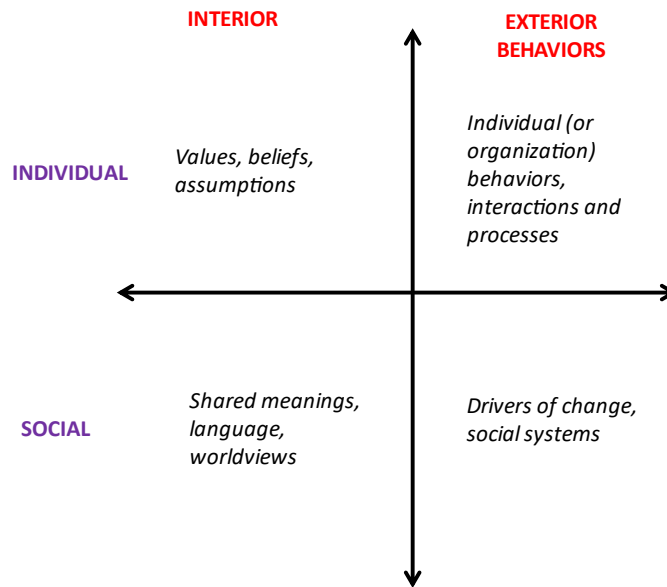 INTERIOR
EXTERIOR
BEHAVIORS
INDIVIDUAL
Values, beliefs,
assumptions
Individual (or
organization)
behaviors,
interactions and
processes
SOCIAL
Shared meanings,
language,
worldviews
Drivers of change,
social systems